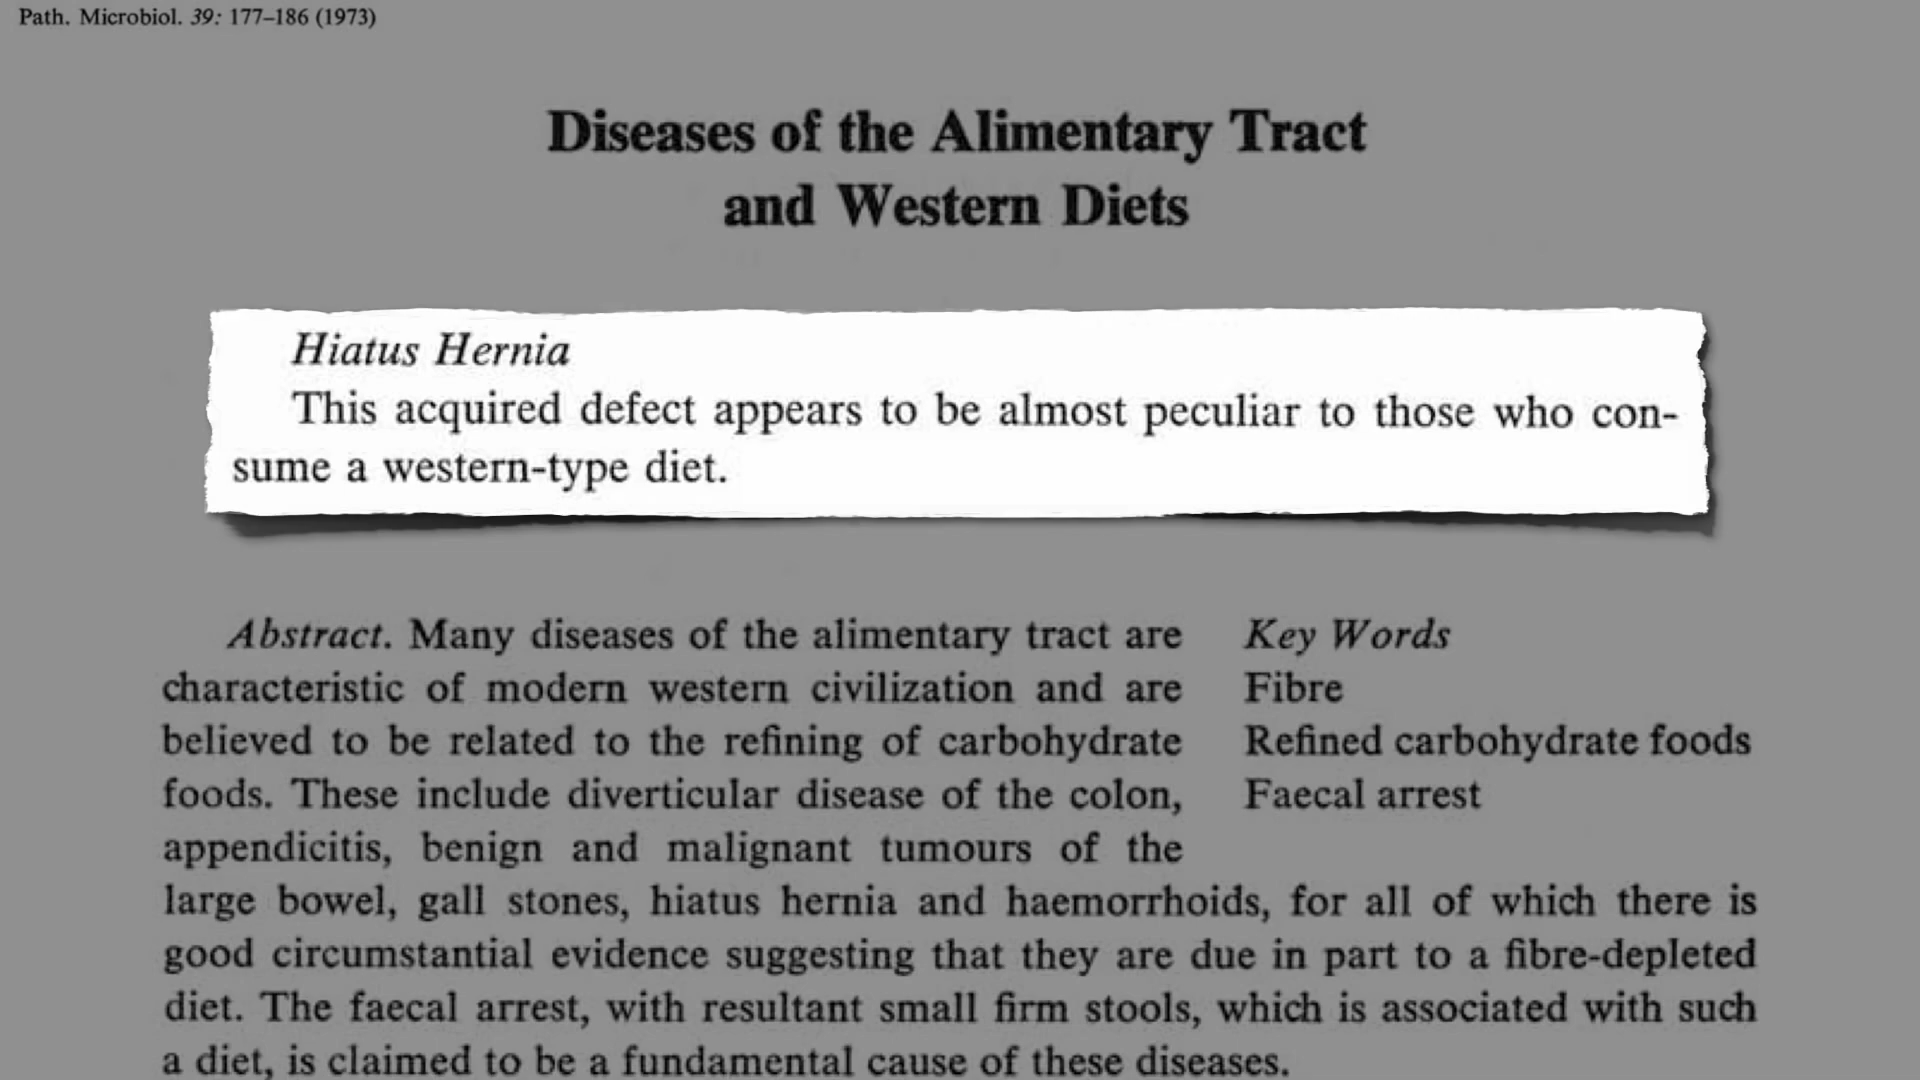 Path. Microbiol. 39: 177–186 (1973)
Diseases of the Alimentary Tract
and Western Diets
Hiatus Hernia
This acquired defect appears to be almost peculiar to those who con-
sume a western-type diet.
Abstract. Many diseases of the alimentary tract are
characteristic of modern western civilization and are
believed to be related to the refining of carbohydrate
foods. These include diverticular disease of the colon,
appendicitis, benign and malignant tumours of the
large bowel, gall stones, hiatus hernia and haemorrhoids, for all of which there is
good circumstantial evidence suggesting that they are due in part to a fibre-depleted
diet. The faecal arrest, with resultant small firm stools, which is associated with such
a diet, is claimed to be a fundamental cause of these diseases.
Key Words
Fibre
Refined carbohydrate foods
Faecal arrest